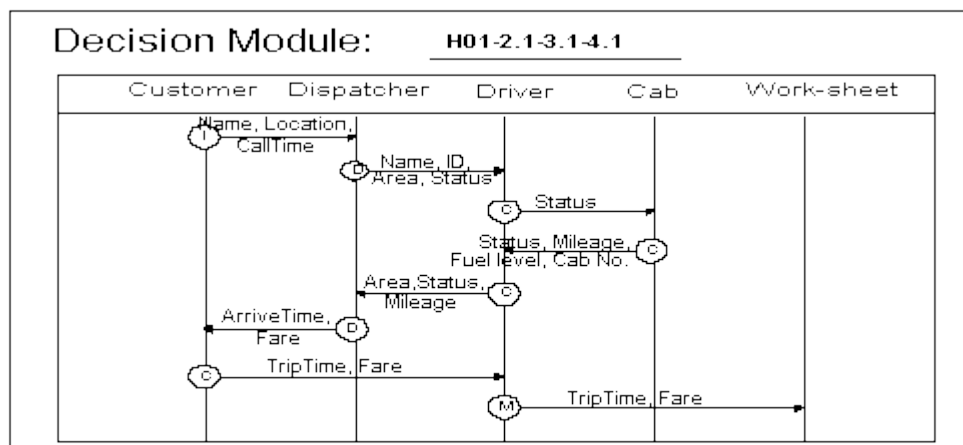 Decision Module: H01-2.1-3.1-4.1
Customer Dispatcher Driver Cab Work-sheet
Name, Location,
I
CallTime
Name, ID,
D
Area, Status
C Status
Status, Mileage,
C
Fuel level, Cab No.
Area,Status,
C
Mileage
ArriveTime,
D
Fare
TripTime, Fare
C
M TripTime, Fare